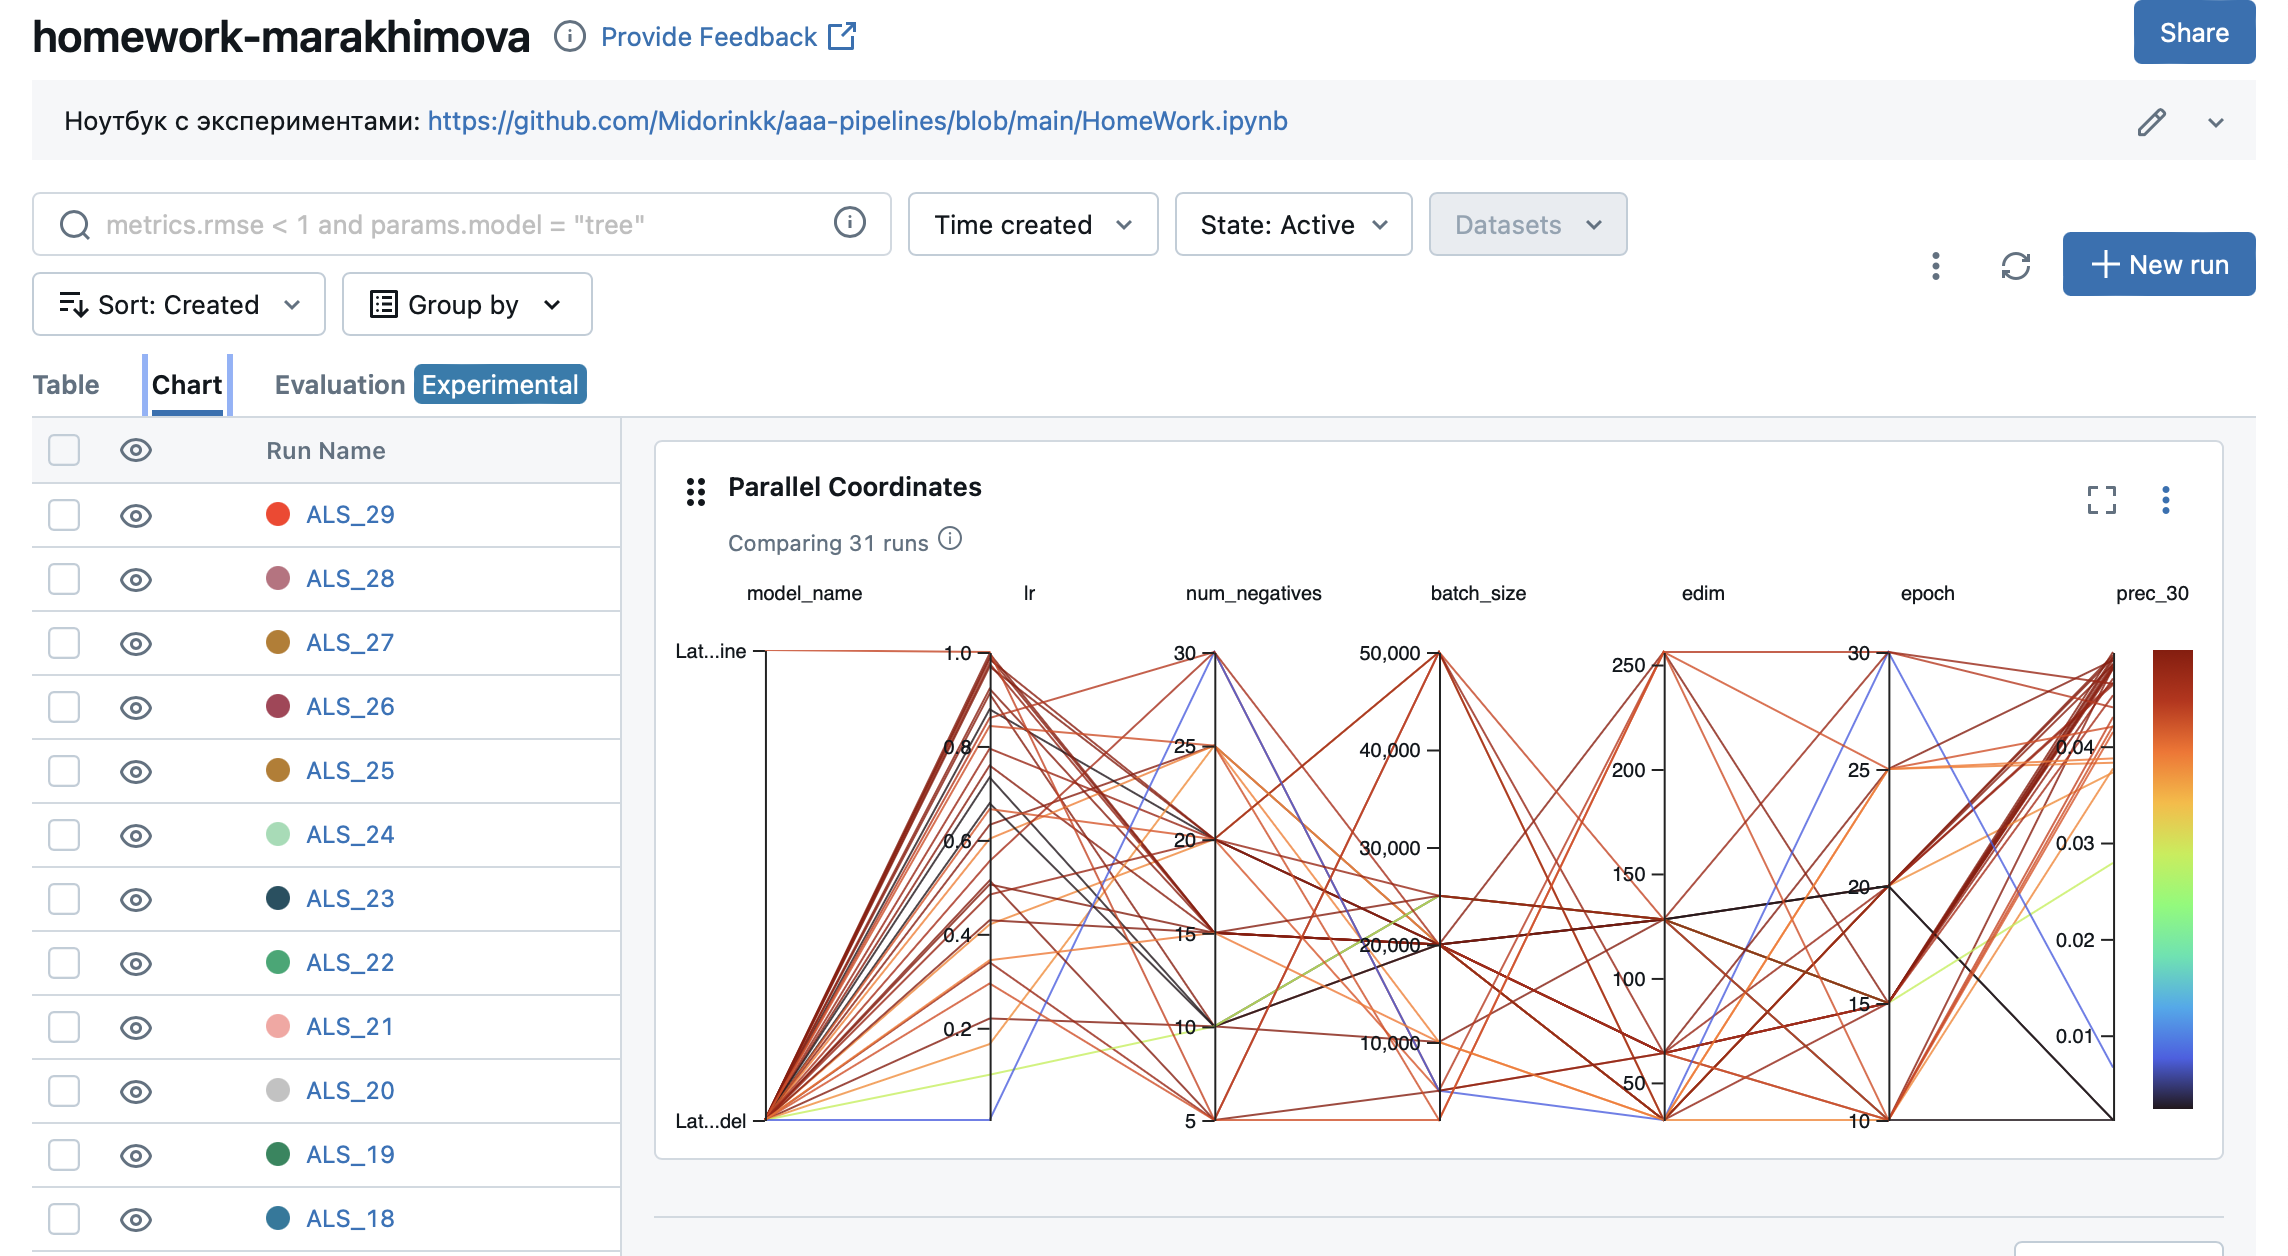 homework-marakhimova Provide Feedback
Share
Ноутбук с экспериментами: https://github.com/Midorinkk/aaa-pipelines/blob/main/HomeWork.ipynb
metrics.rmse < 1 and params.model = "tree"
Time created
State: Active
Datasets
New run
Sort: Created
Group by
Table
Chart
Evaluation Experimental
Run Name
ALS_29
ALS_28
ALS_27
ALS_26
ALS_25
ALS_24
ALS_23
ALS_22
ALS_21
ALS_20
ALS_19
ALS_18
Parallel Coordinates
Comparing 31 runs
model_name
lr
num_negatives
batch_size
edim
epoch
prec_30
Lat...ine
Lat...del
1.0
0.8
0.6
0.4
0.2
30
25
20
15
10
5
50,000
40,000
30,000
20,000
10,000
250
200
150
100
50
30
25
20
15
10
0.04
0.03
0.02
0.01